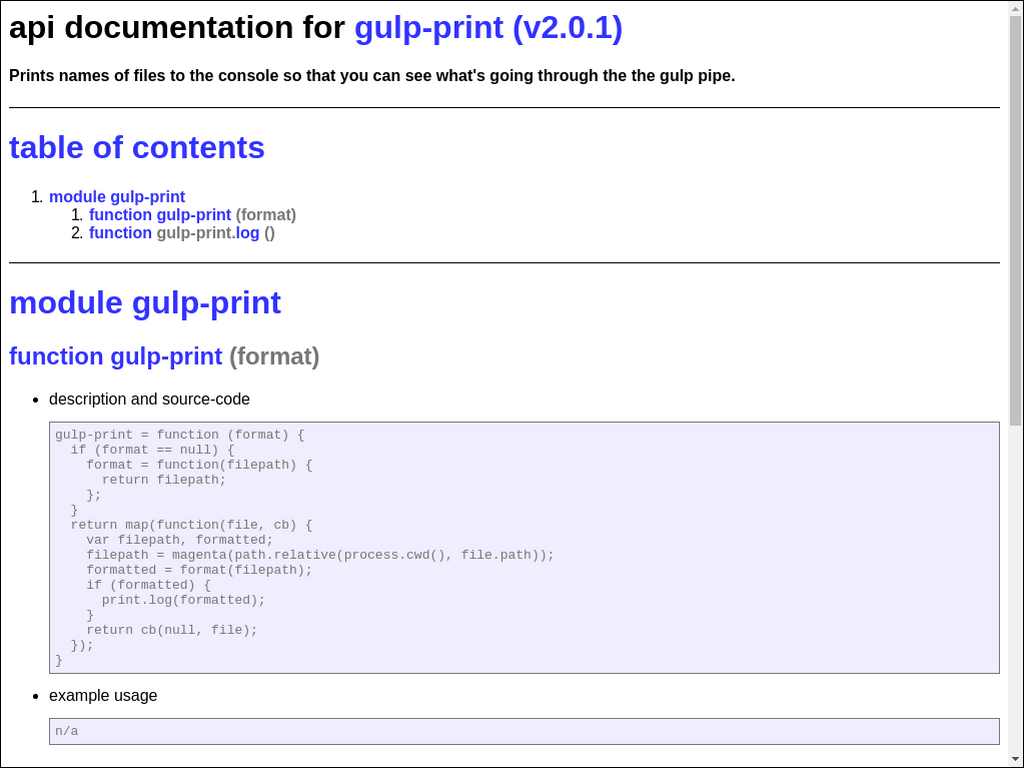 api documentation for gulp-print (v2.0.1)
Prints names of files to the console so that you can see what's going through the the gulp pipe.
table of contents
1. module gulp-print
1. function gulp-print (format)
2. function gulp-print.log ()
module gulp-print
function gulp-print (format)
• description and source-code
gulp-print = function (format) {
  if (format == null) {
    format = function(filepath) {
      return filepath;
    };
  }
  return map(function(file, cb) {
    var filepath, formatted;
    filepath = magenta(path.relative(process.cwd(), file.path));
    formatted = format(filepath);
    if (formatted) {
      print.log(formatted);
    }
    return cb(null, file);
  });
}
• example usage
n/a